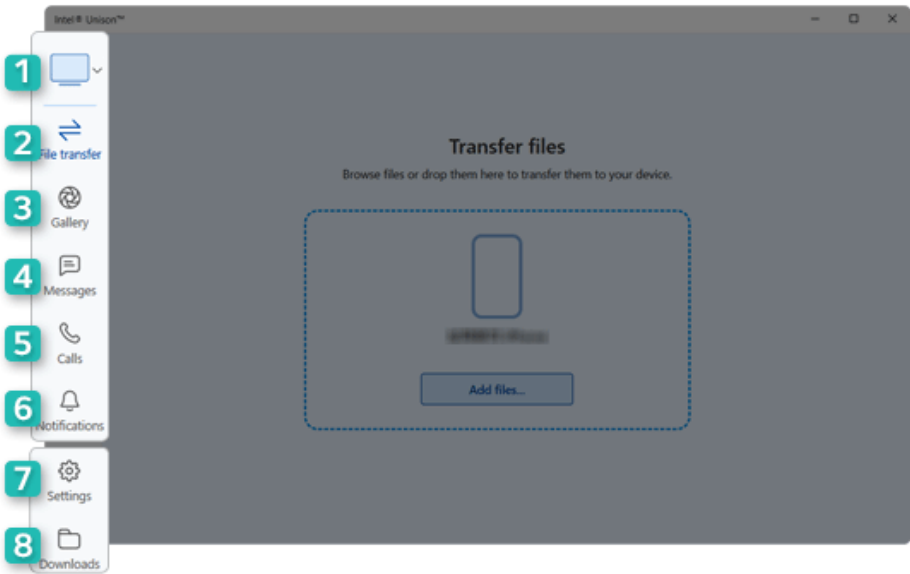 Intel® Unison™
1
2
File transfer
3
Gallery
4
Messages
5
Calls
6
Notifications
7
Settings
8
Downloads
Transfer files
Browse files or drop them here to transfer them to your device.
Add files...